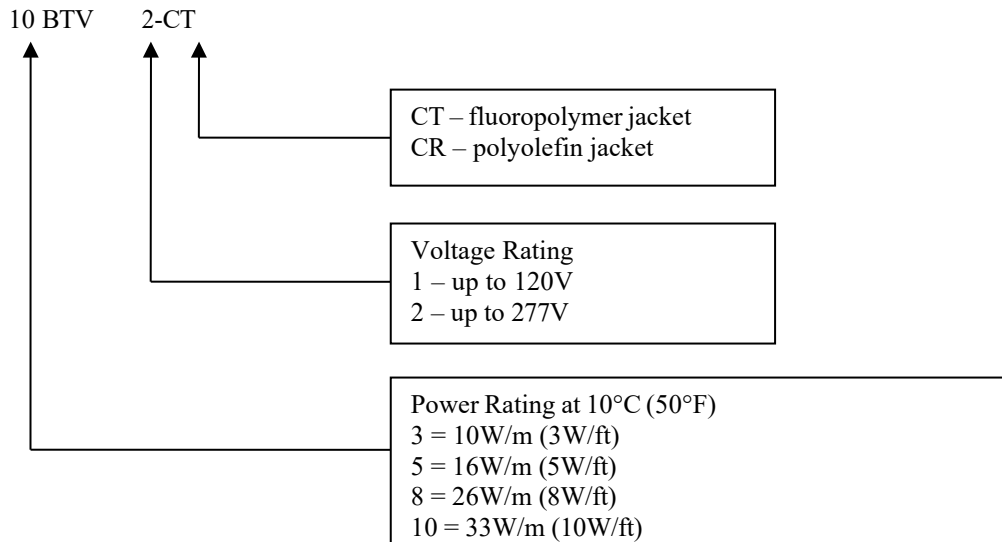 10 BTV 2-CT
CT – fluoropolymer jacket
CR – polyolefin jacket
Voltage Rating
1 – up to 120V
2 – up to 277V
Power Rating at 10°C (50°F)
3 = 10W/m (3W/ft)
5 = 16W/m (5W/ft)
8 = 26W/m (8W/ft)
10 = 33W/m (10W/ft)